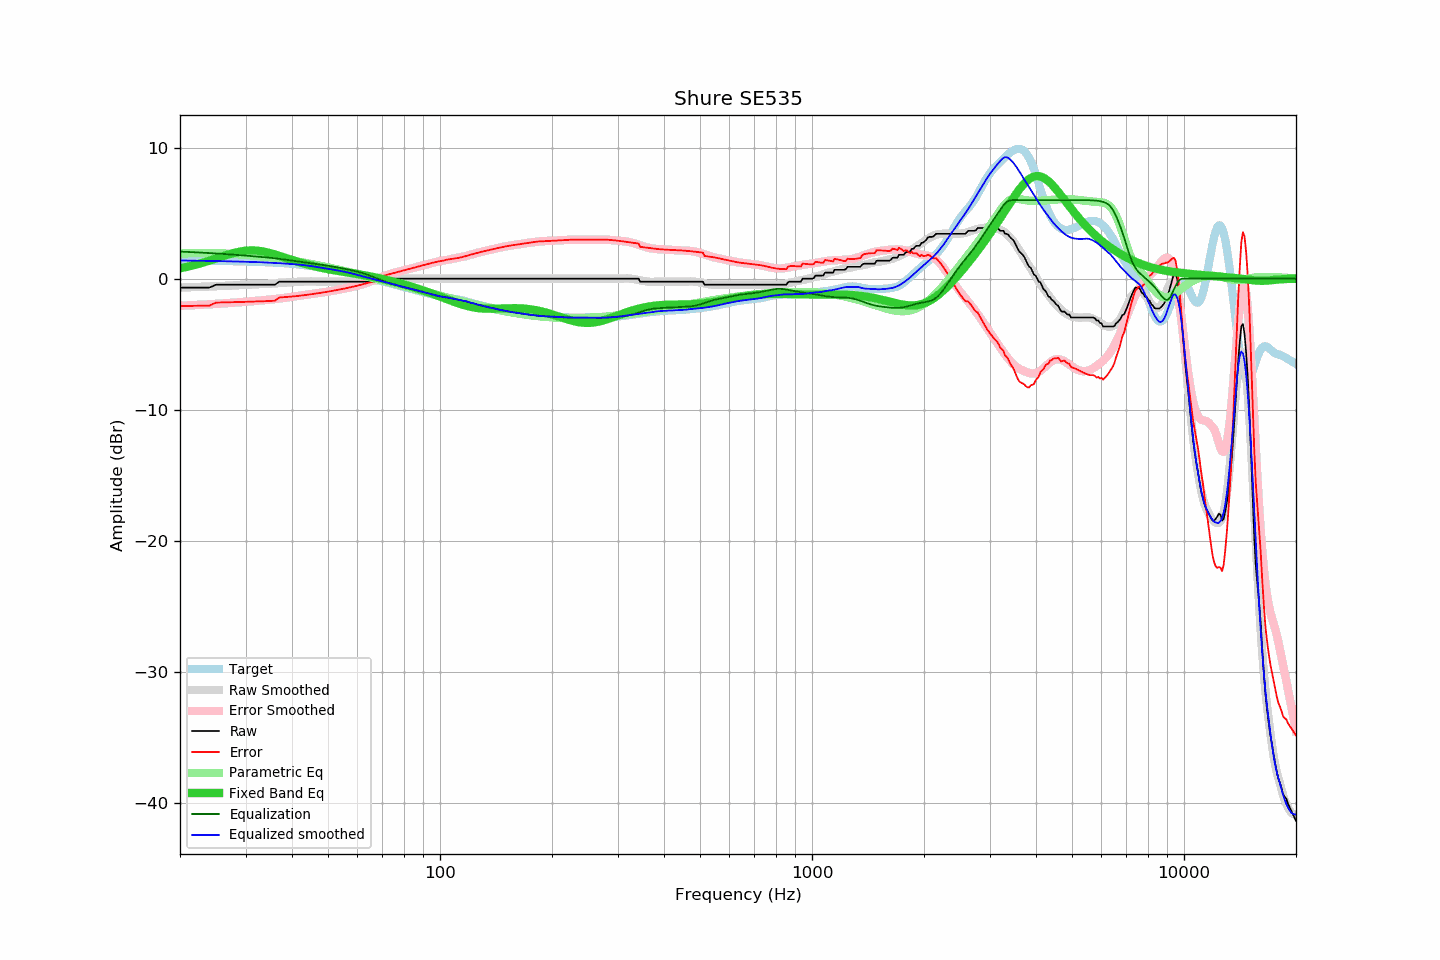 Shure SE535
10
0
−10
−20
−30
−40
Amplitude (dBr)
Target
Raw Smoothed
Error Smoothed
Raw
Error
Parametric Eq
Fixed Band Eq
Equalization
Equalized smoothed
100
1000
10000
Frequency (Hz)